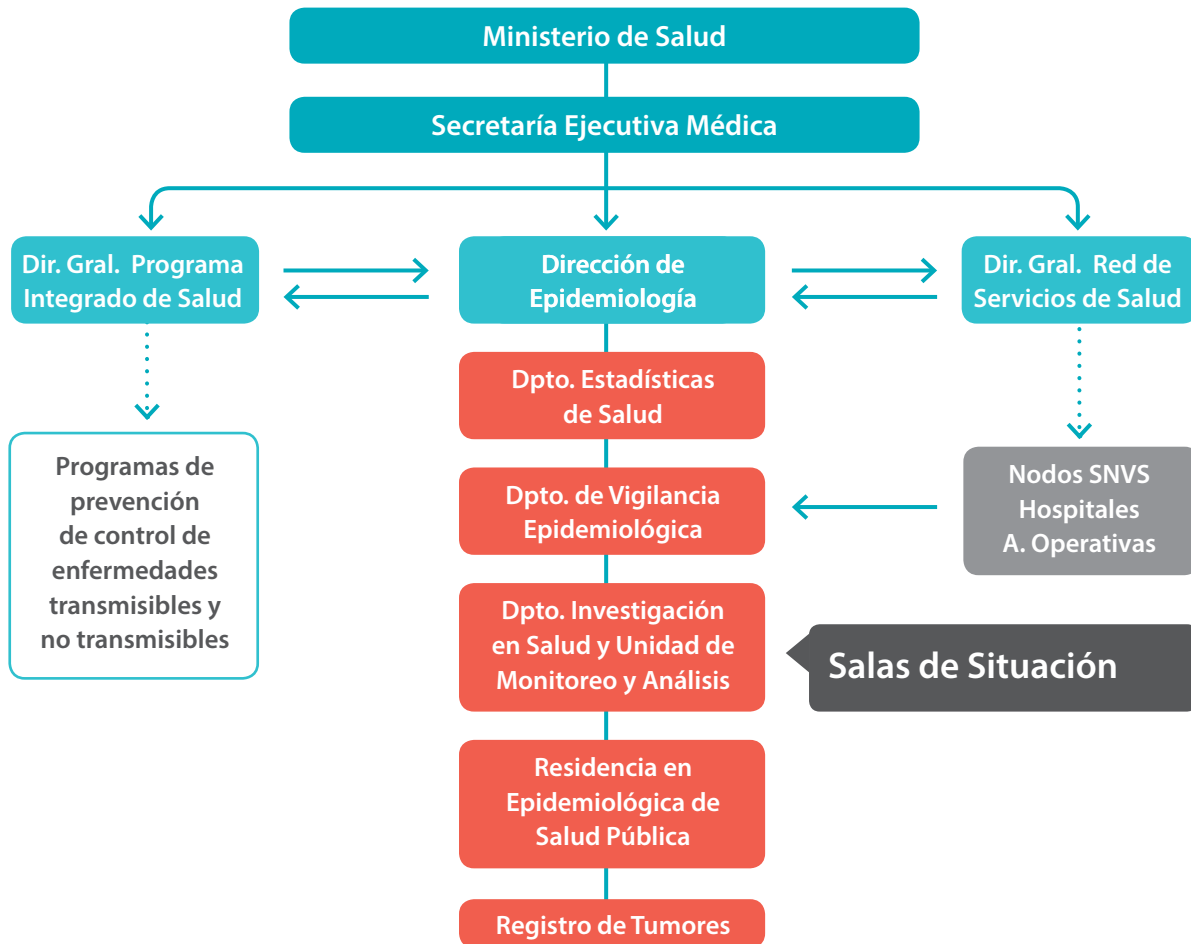 Ministerio de Salud
Secretaría Ejecutiva Médica
Dir. Gral. Programa
Integrado de Salud
Dirección de
Epidemiología
Dir. Gral. Red de
Servicios de Salud
Dpto. Estadísticas
de Salud
Programas de
prevención
de control de
enfermedades
transmisibles y
no transmisibles
Dpto. de Vigilancia
Epidemiológica
Nodos SNVS
Hospitales
A. Operativas
Dpto. Investigación
en Salud y Unidad de
Monitoreo y Análisis
Salas de Situación
Residencia en
Epidemiológica de
Salud Pública
Registro de Tumores